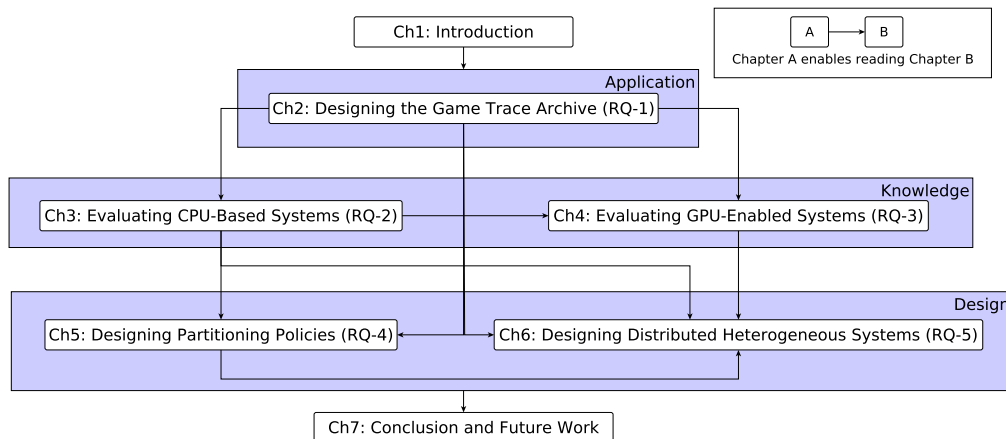 Ch1: Introduction
A
B
Chapter A enables reading Chapter B
Application
Ch2: Designing the Game Trace Archive (RQ-1)
Knowledge
Ch3: Evaluating CPU-Based Systems (RQ-2)
Ch4: Evaluating GPU-Enabled Systems (RQ-3)
Design
Ch5: Designing Partitioning Policies (RQ-4)
Ch6: Designing Distributed Heterogeneous Systems (RQ-5)
Ch7: Conclusion and Future Work